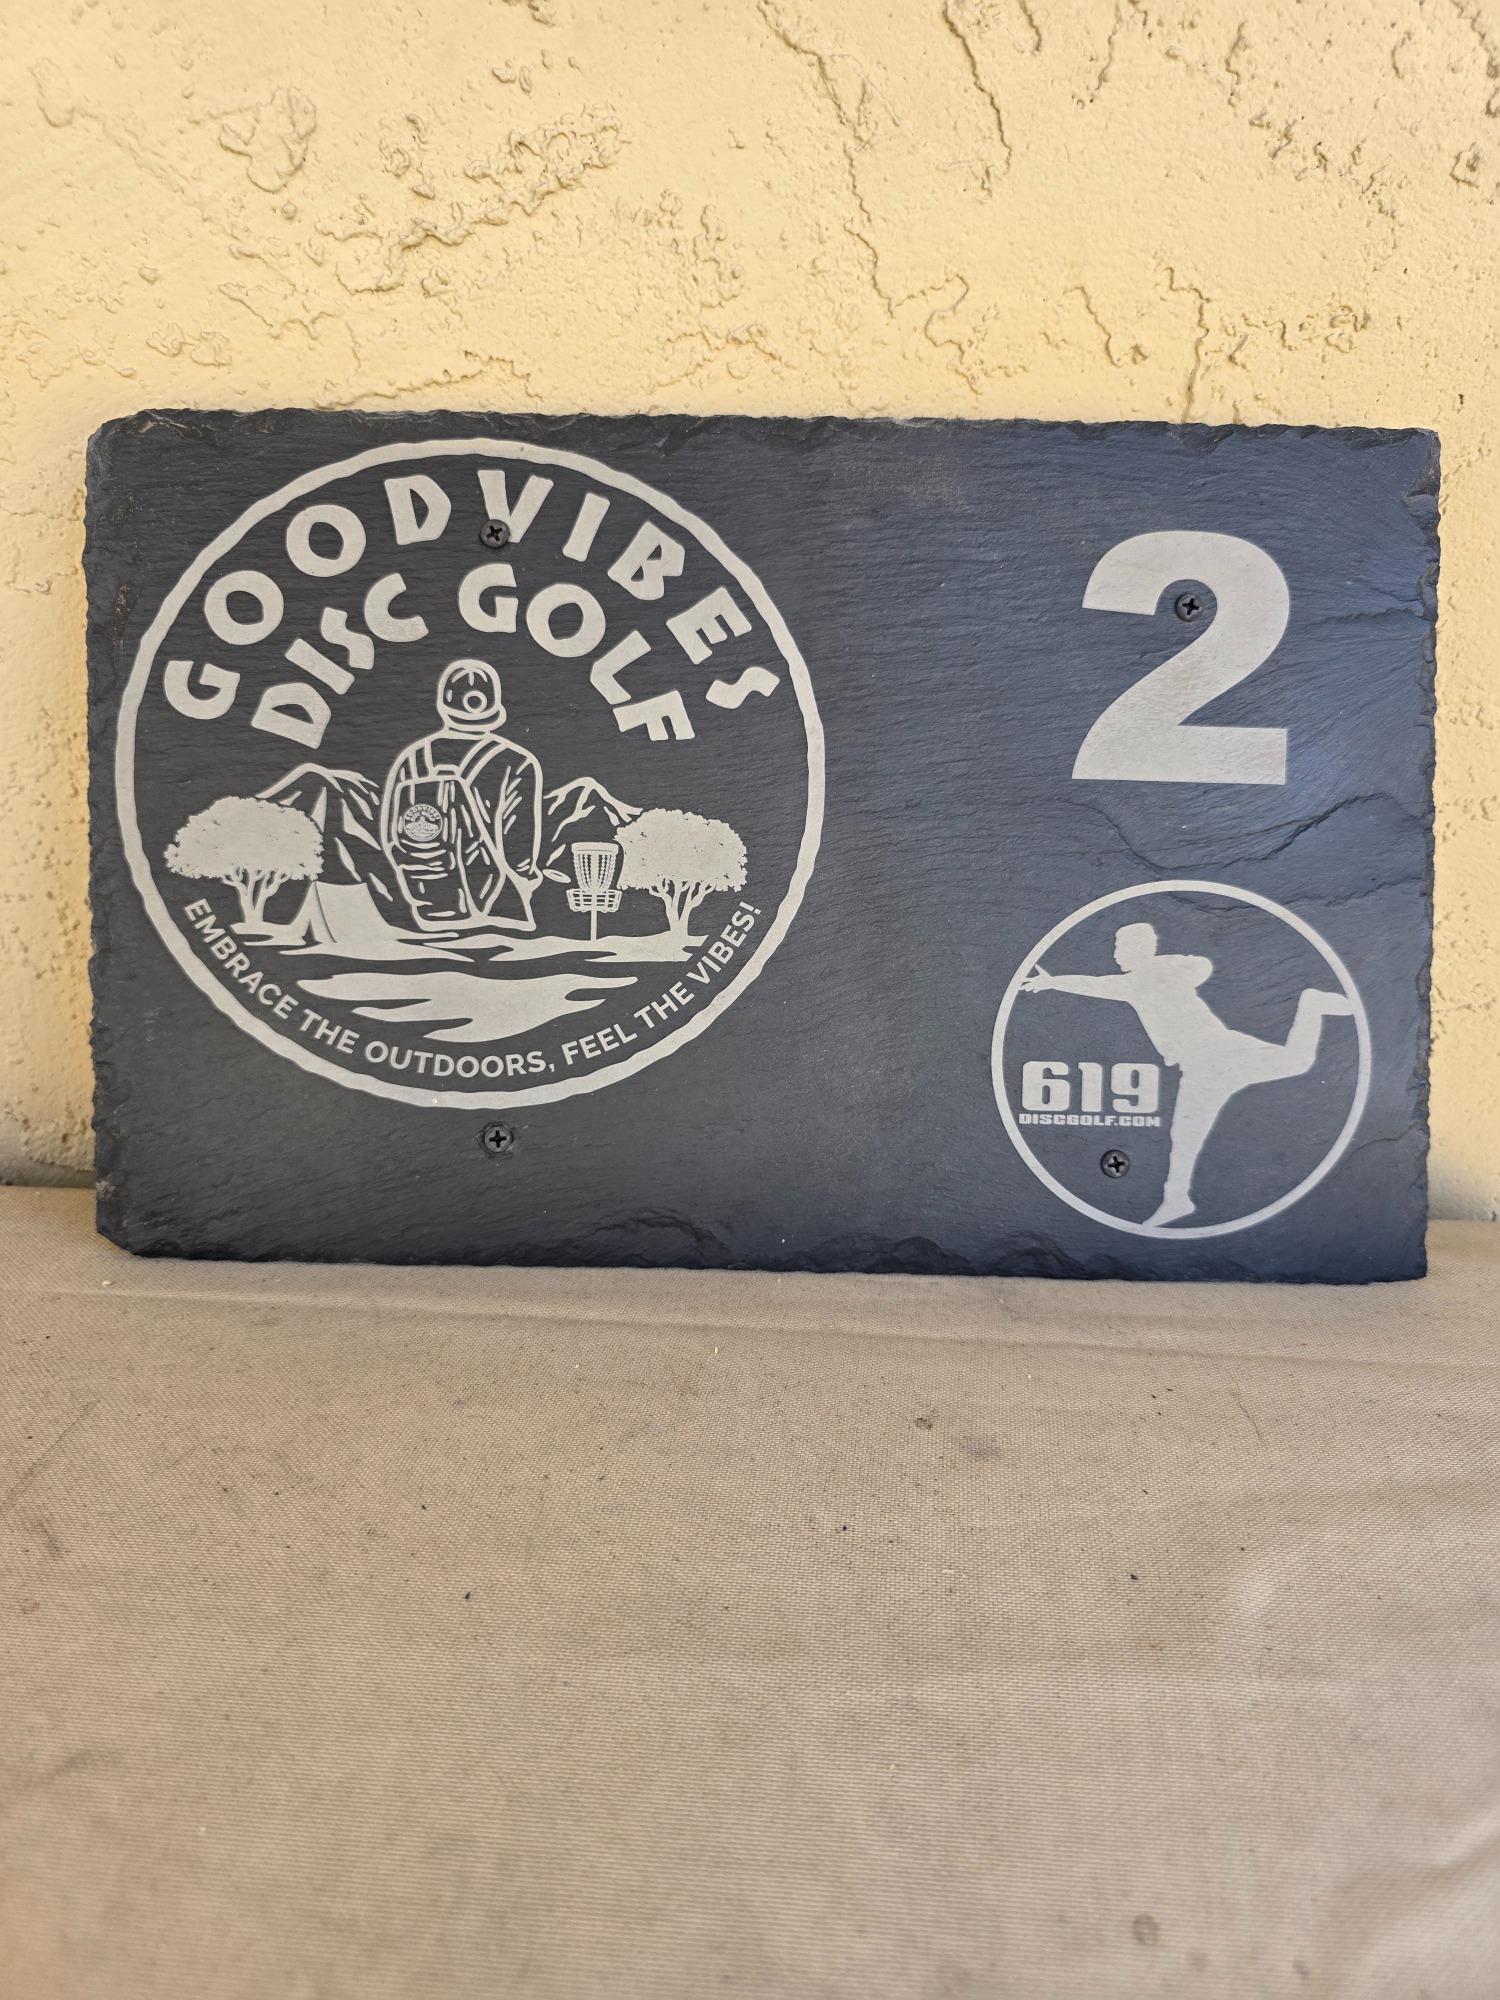 GOODVIBES
DISC GOLF
EMBRACE THE OUTDOORS, FEEL THE VIBES!
2
619
DISCGOLF.COM